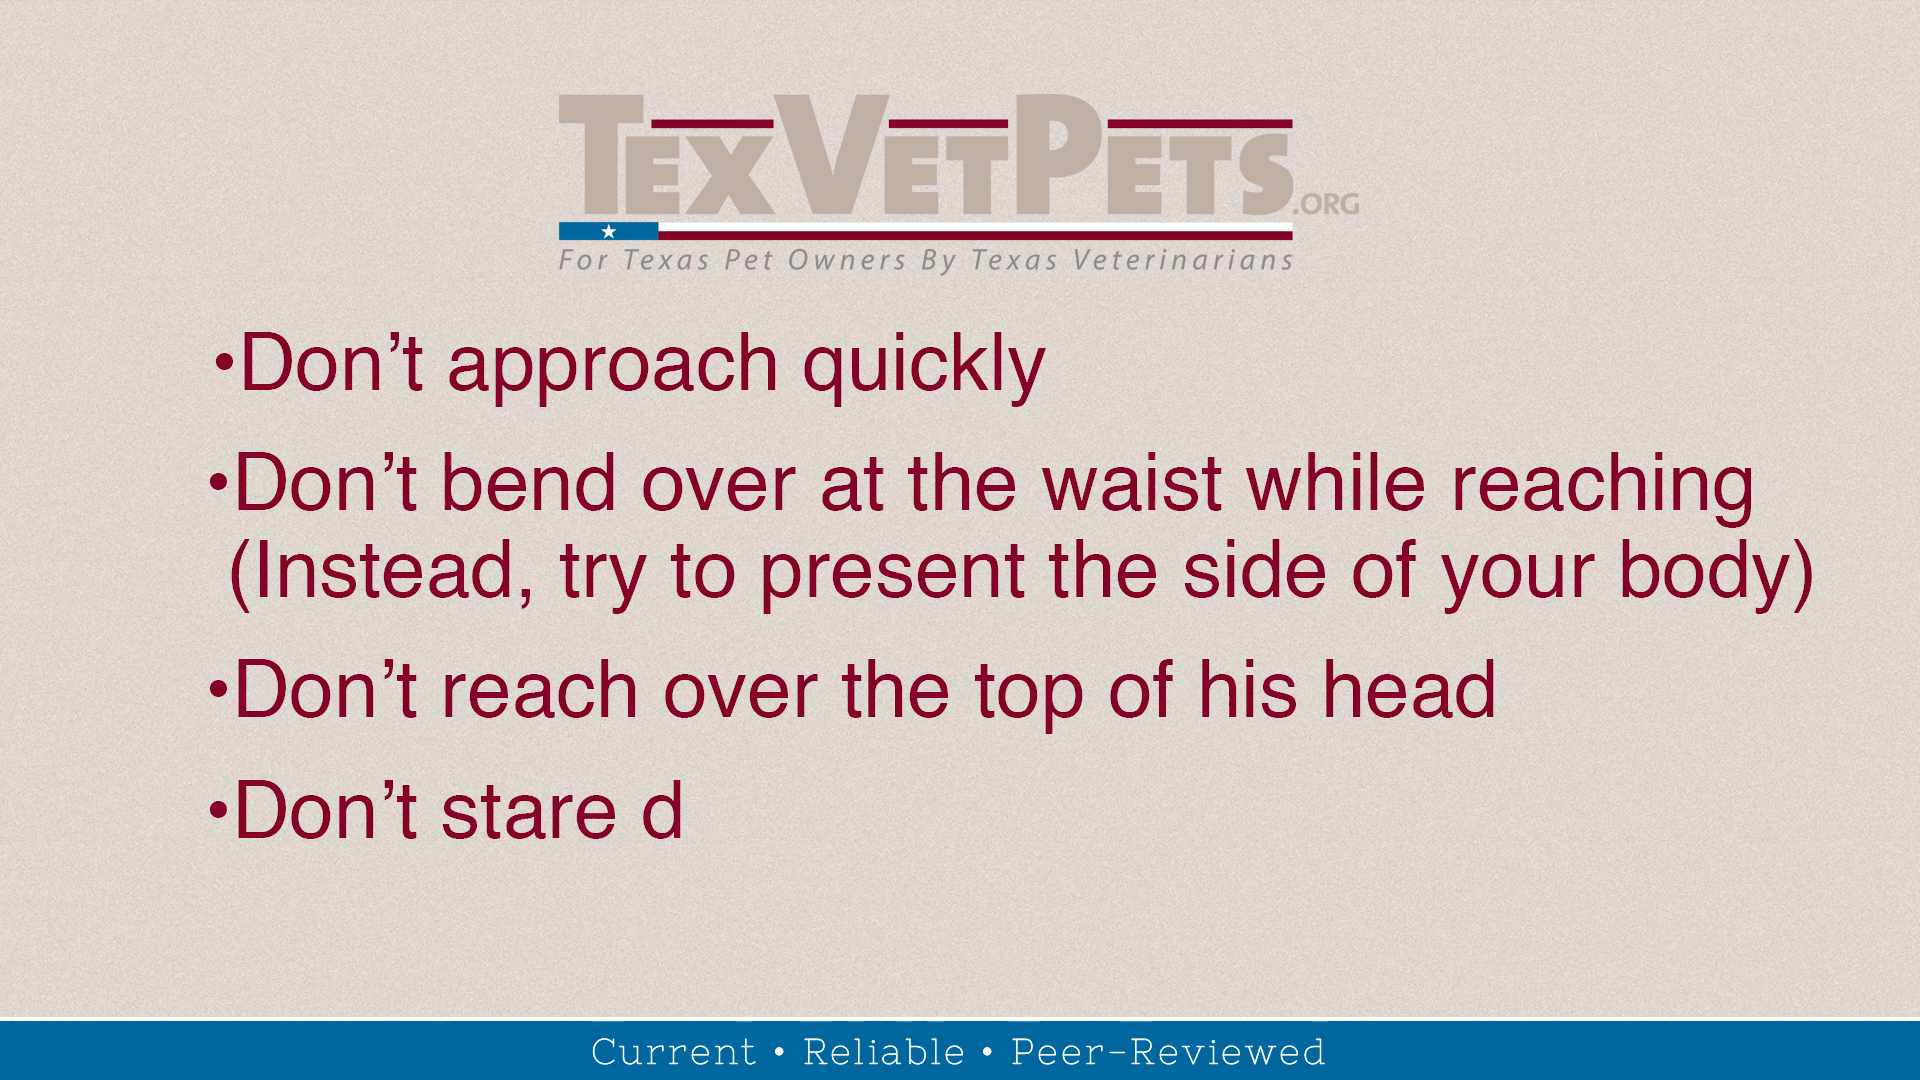 TEXVETPETS.ORG
For Texas Pet Owners By Texas Veterinarians
•Don’t approach quickly
•Don’t bend over at the waist while reaching
(Instead, try to present the side of your body)
•Don’t reach over the top of his head
•Don’t stare d
Current • Reliable • Peer-Reviewed